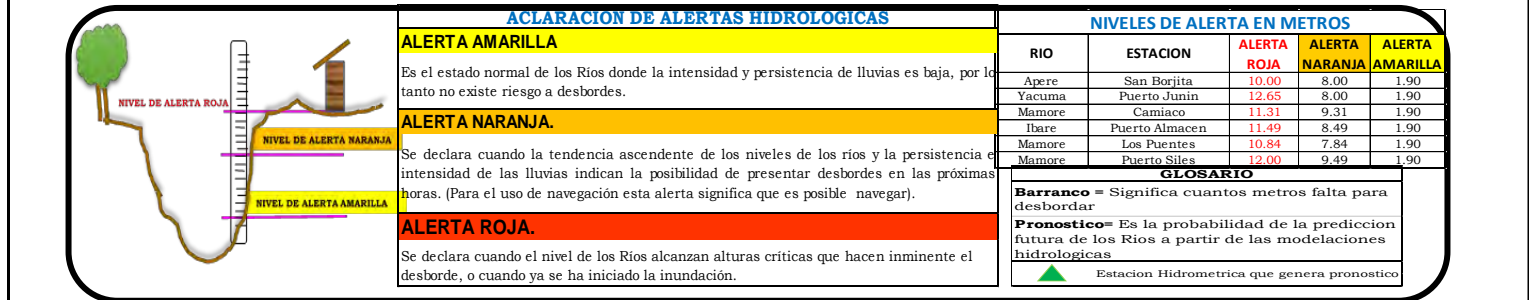 NIVEL DE ALERTA ROJA
NIVEL DE ALERTA NARANJA
NIVEL DE ALERTA AMARILLA
ACLARACION DE ALERTAS HIDROLOGICAS
ALERTA AMARILLA
Es el estado normal de los Ríos donde la intensidad y persistencia de lluvias es baja, por lo
tanto no existe riesgo a desbordes.
ALERTA NARANJA.
Se declara cuando la tendencia ascendente de los niveles de los ríos y la persistencia e
intensidad de las lluvias indican la posibilidad de presentar desbordes en las próximas
horas. (Para el uso de navegación esta alerta significa que es posible navegar).
ALERTA ROJA.
Se declara cuando el nivel de los Ríos alcanzan alturas críticas que hacen inminente el
desborde, o cuando ya se ha iniciado la inundación.
NIVELES DE ALERTA EN METROS
RIO ESTACION ALERTA ROJA ALERTA NARANJA ALERTA AMARILLA
Apere San Borjita 10.00 8.00 1.90
Yacuma Puerto Junin 12.65 8.00 1.90
Mamore Camiaco 11.31 9.31 1.90
Ibare Puerto Almacen 11.49 8.49 1.90
Mamore Los Puentes 10.84 7.84 1.90
Mamore Puerto Siles 12.00 9.49 1.90
GLOSARIO
Barranco = Significa cuantos metros falta para
desbordar
Pronostico= Es la probabilidad de la prediccion
futura de los Rios a partir de las modelaciones
hidrologicas
Estacion Hidrometrica que genera pronostico